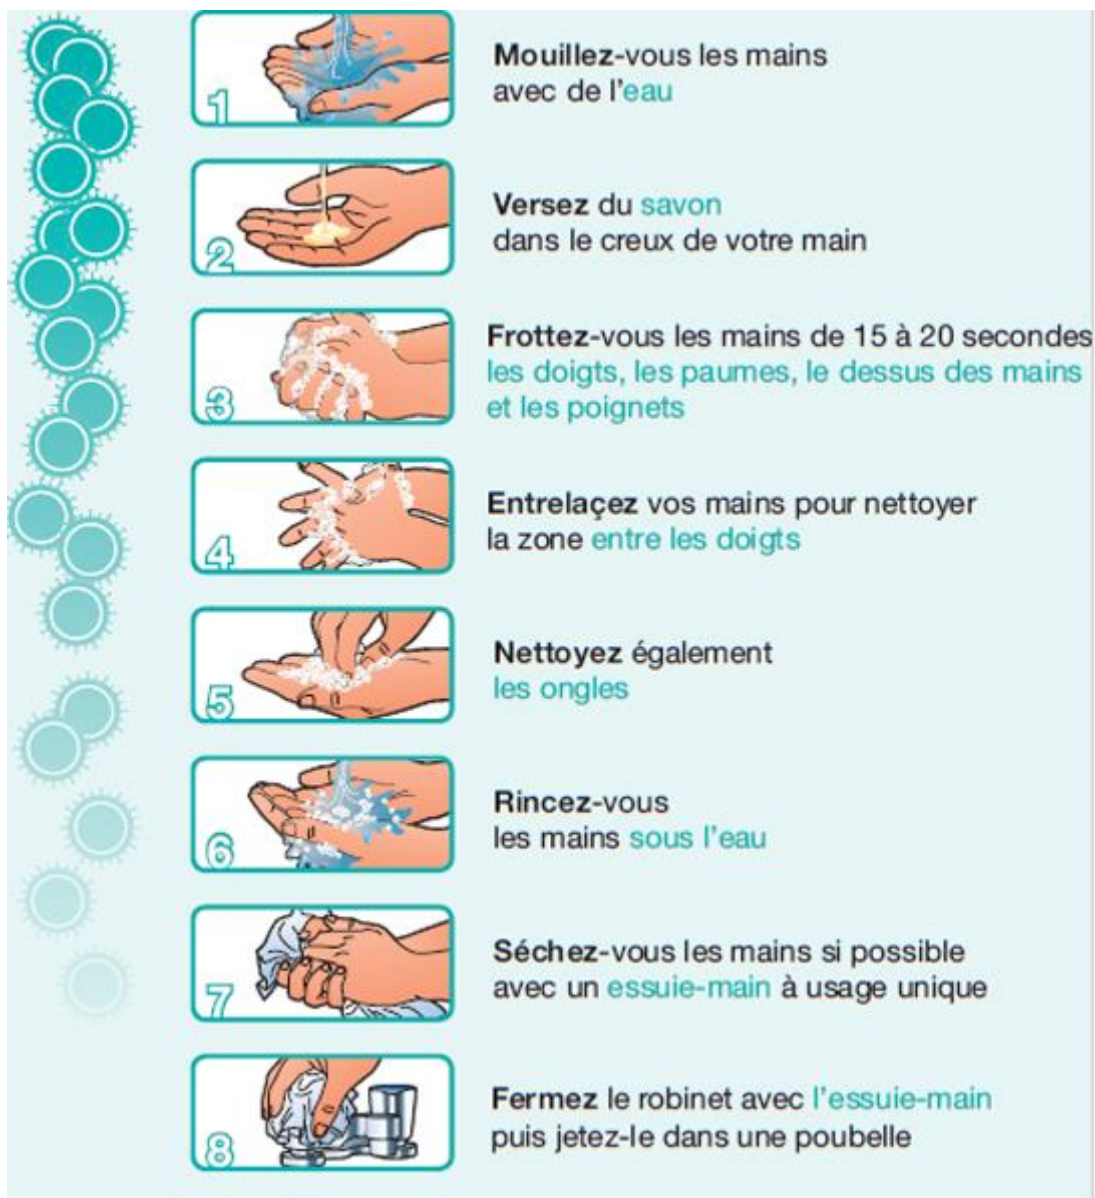 1
Mouillez-vous les mains
avec de l'eau
2
Versez du savon
dans le creux de votre main
3
Frottez-vous les mains de 15 à 20 secondes
les doigts, les paumes, le dessus des mains
et les poignets
4
Entrelaçez vos mains pour nettoyer
la zone entre les doigts
5
Nettoyez également
les ongles
6
Rincez-vous
les mains sous l'eau
7
Séchez-vous les mains si possible
avec un essuie-main à usage unique
8
Fermez le robinet avec l'essuie-main
puis jetez-le dans une poubelle